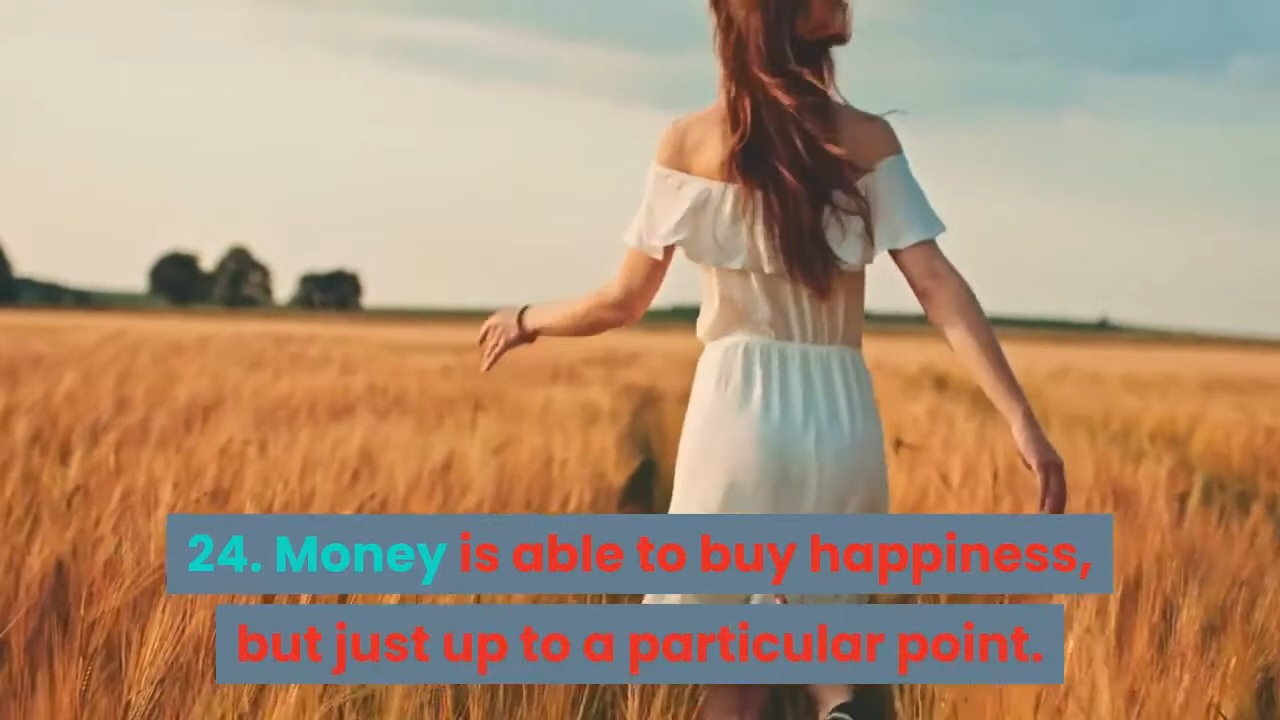 24. Money is able to buy happiness,
but just up to a particular point.